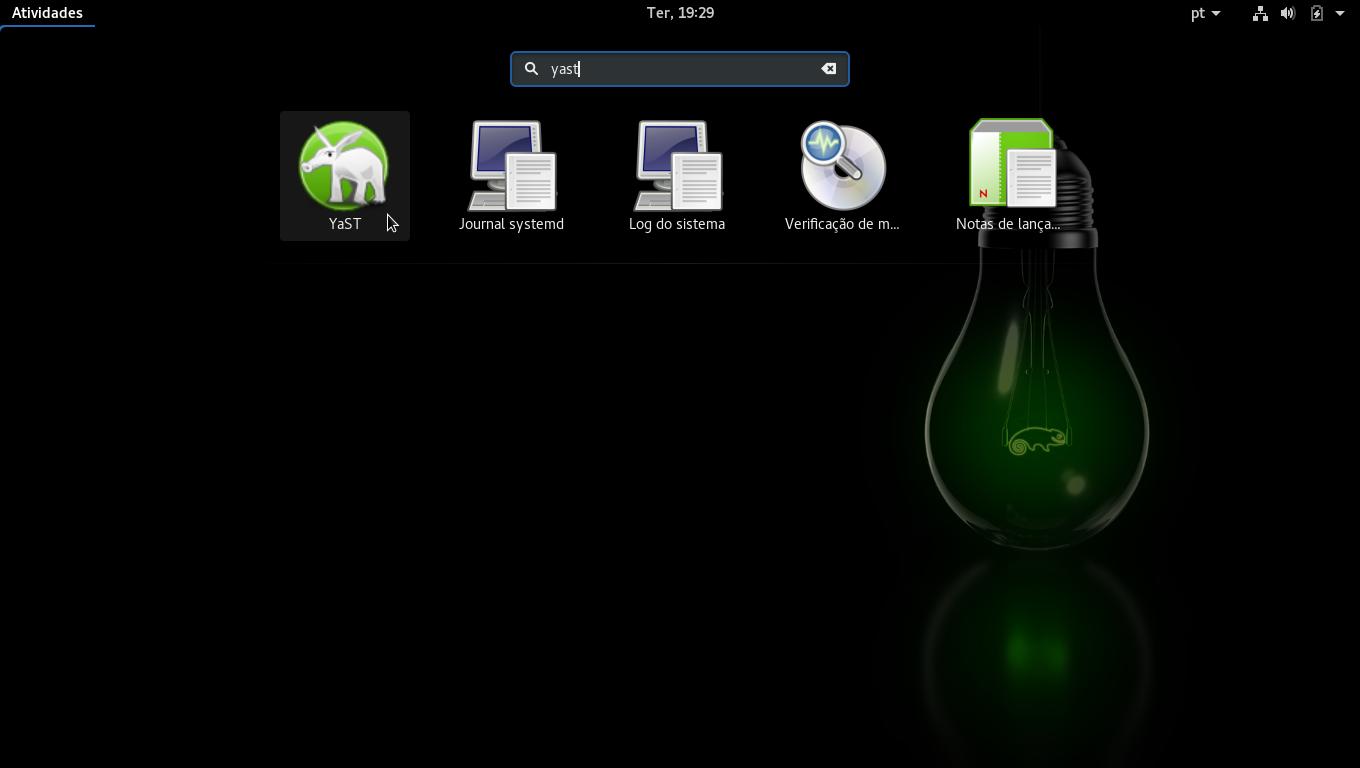 Atividades
Ter, 19:29
pt
yast
YaST
Journal systemd
Log do sistema
Verificação de m...
Notas de lança...
N